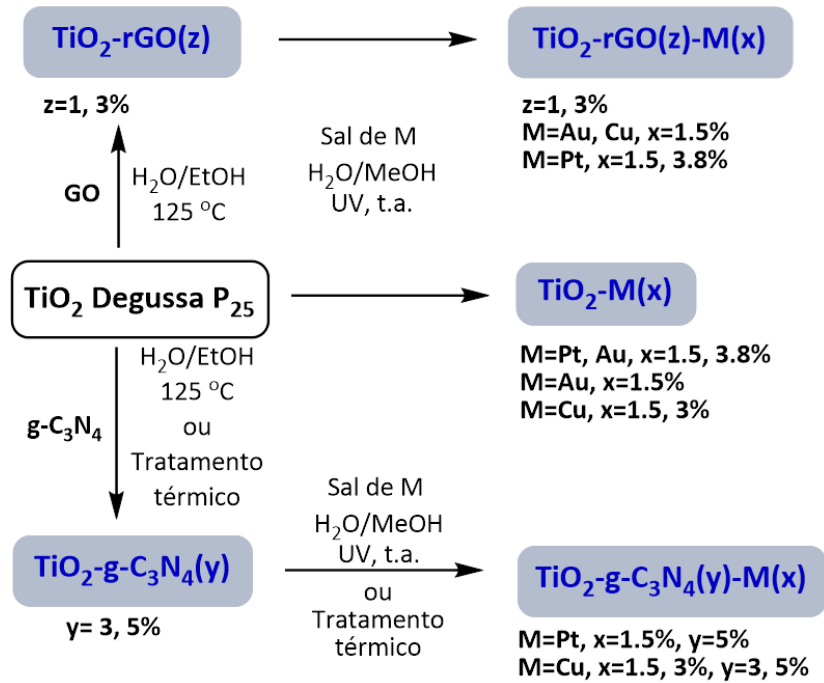 TiO₂-rGO(z)
z=1, 3%
TiO₂-rGO(z)-M(x)
z=1, 3%
M=Au, Cu, x=1.5%
M=Pt, x=1.5, 3.8%
GO
H₂O/EtOH
125 °C
Sal de M
H₂O/MeOH
UV, t.a.
TiO₂ Degussa P₂₅
TiO₂-M(x)
M=Pt, Au, x=1.5, 3.8%
M=Au, x=1.5%
M=Cu, x=1.5, 3%
g-C₃N₄
H₂O/EtOH
125 °C
ou
Tratamento
térmico
Sal de M
H₂O/MeOH
UV, t.a.
ou
Tratamento
térmico
TiO₂-g-C₃N₄(y)
y= 3, 5%
TiO₂-g-C₃N₄(y)-M(x)
M=Pt, x=1.5%, y=5%
M=Cu, x=1.5, 3%, y=3, 5%